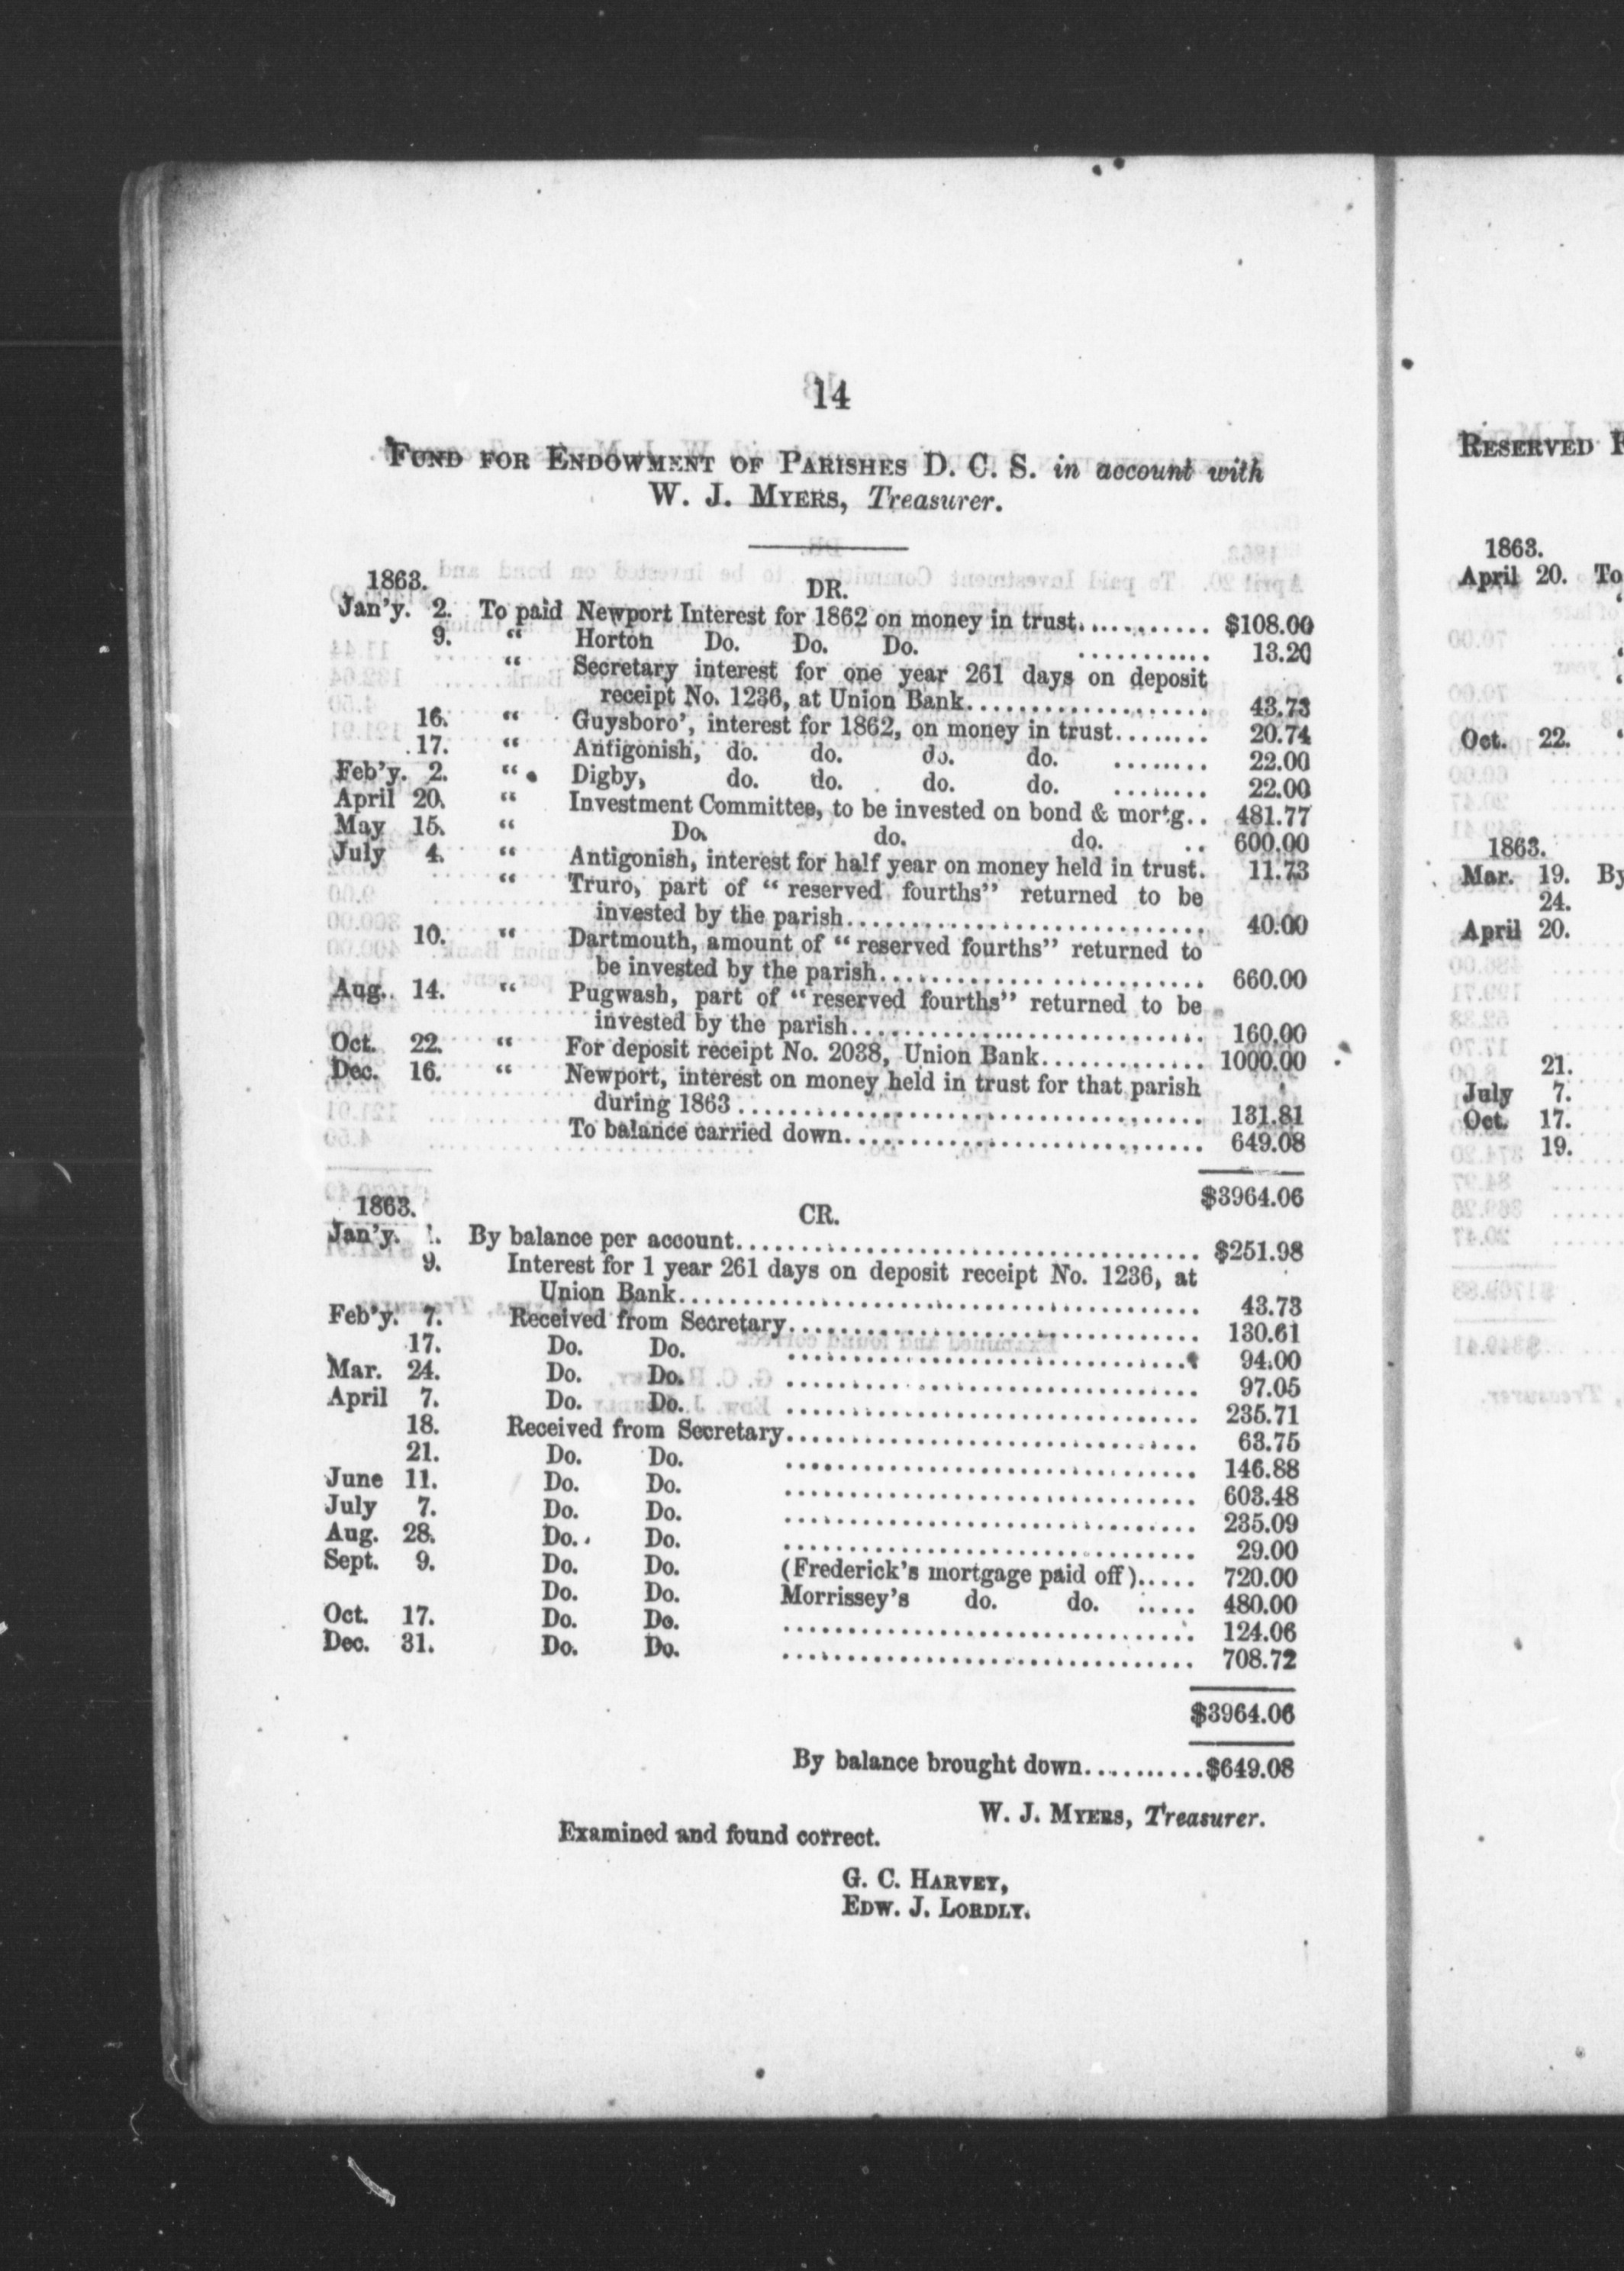 14
FUND FOR ENDOWMENT OF PARISHES D. C. S. in account with
W. J. MYERS, Treasurer.
1863. DR.
Jan'y. 2. To paid Newport Interest for 1862 on money in trust............ $108.00
9. " Horton Do. Do. Do. ........... 13.20
" Secretary interest for one year 261 days on deposit
receipt No. 1236, at Union Bank................... 43.73
16. " Guysboro', interest for 1862, on money in trust........ 20.74
17. " Antigonish, do. do. do. do. ........ 22.00
Feb'y. 2. " Digby, do. do. do. do. ........ 22.00
April 20. " Investment Committee, to be invested on bond & mortg.. 481.77
May 15. " Do. do. do. .. 600.00
July 4. " Antigonish, interest for half year on money held in trust. 11.73
" Truro, part of "reserved fourths" returned to be
invested by the parish............................ 40.00
10. " Dartmouth, amount of "reserved fourths" returned to
be invested by the parish.......................... 660.00
Aug. 14. " Pugwash, part of "reserved fourths" returned to be
invested by the parish............................ 160.00
Oct. 22. " For deposit receipt No. 2038, Union Bank............. 1000.00
Dec. 16. " Newport, interest on money held in trust for that parish
during 1863 .................................... 131.81
To balance carried down............................ 649.08
$3964.06
1863. CR.
Jan'y. 1. By balance per account.................................... $251.98
9. Interest for 1 year 261 days on deposit receipt No. 1236, at
Union Bank........................................ 43.73
Feb'y. 7. Received from Secretary................................ 130.61
17. Do. Do. ................................ 94.00
Mar. 24. Do. Do. ................................ 97.05
April 7. Do. Do. ................................ 235.71
18. Received from Secretary................................ 63.75
21. Do. Do. ................................ 146.88
June 11. Do. Do. ................................ 603.48
July 7. Do. Do. ................................ 235.09
Aug. 28. Do. Do. ................................ 29.00
Sept. 9. Do. Do. (Frederick's mortgage paid off)..... 720.00
Do. Do. Morrissey's do. do. ..... 480.00
Oct. 17. Do. Do. ................................ 124.06
Dec. 31. Do. Do. ................................ 708.72
$3964.06
By balance brought down..........$649.08
W. J. MYERS, Treasurer.
Examined and found correct.
G. C. HARVEY,
EDW. J. LORDLY.
RESERVED
1863.
April 20. To
Oct. 22.
1863.
Mar. 19. By
24.
April 20.
21.
July 7.
Oct. 17.
19.